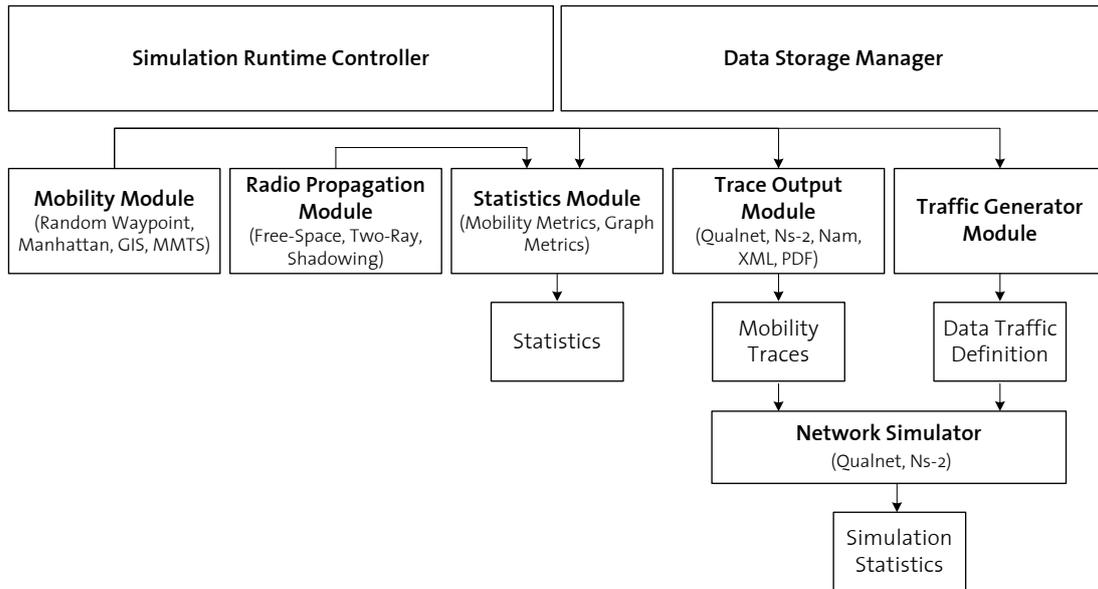 Simulation Runtime Controller
Data Storage Manager
Mobility Module
(Random Waypoint,
Manhattan, GIS, MMTS)
Radio Propagation
Module
(Free-Space, Two-Ray,
Shadowing)
Statistics Module
(Mobility Metrics, Graph
Metrics)
Trace Output
Module
(Qualnet, Ns-2, Nam,
XML, PDF)
Traffic Generator
Module
Statistics
Mobility
Traces
Data Traffic
Definition
Network Simulator
(Qualnet, Ns-2)
Simulation
Statistics